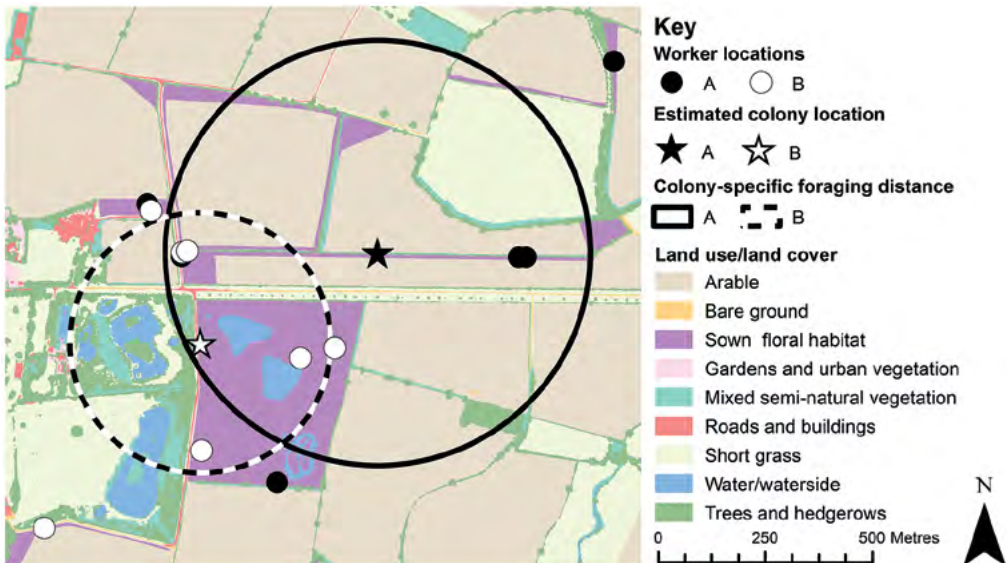 Key
Worker locations
A B
Estimated colony location
A B
Colony-specific foraging distance
A B
Land use/land cover
Arable
Bare ground
Sown floral habitat
Gardens and urban vegetation
Mixed semi-natural vegetation
Roads and buildings
Short grass
Water/waterside
Trees and hedgerows
N
0 250 500 Metres